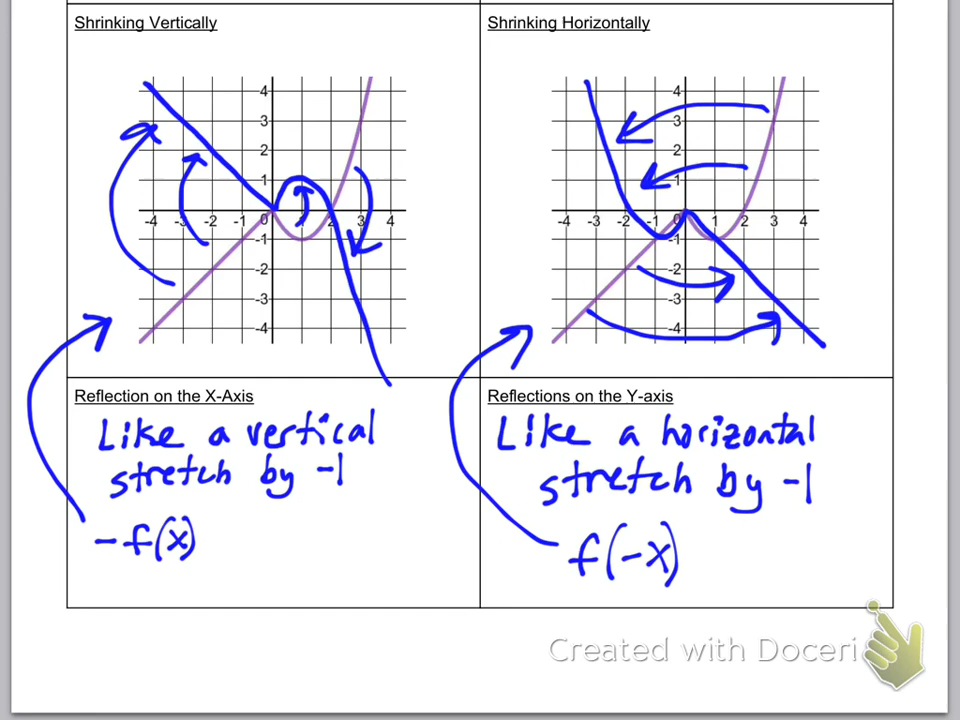 Shrinking Vertically
Shrinking Horizontally
4
3
2
1
-4 -3 -2 -1 0 2 3 4
-1
-2
-3
-4
4
3
2
1
-4 -3 -2 -1 0 1 2 3 4
-1
-2
-3
-4
Reflection on the X-Axis
Like a vertical
stretch by -1
-f(x)
Reflections on the Y-axis
Like a horizontal
stretch by -1
f(-x)
Created with Doceri